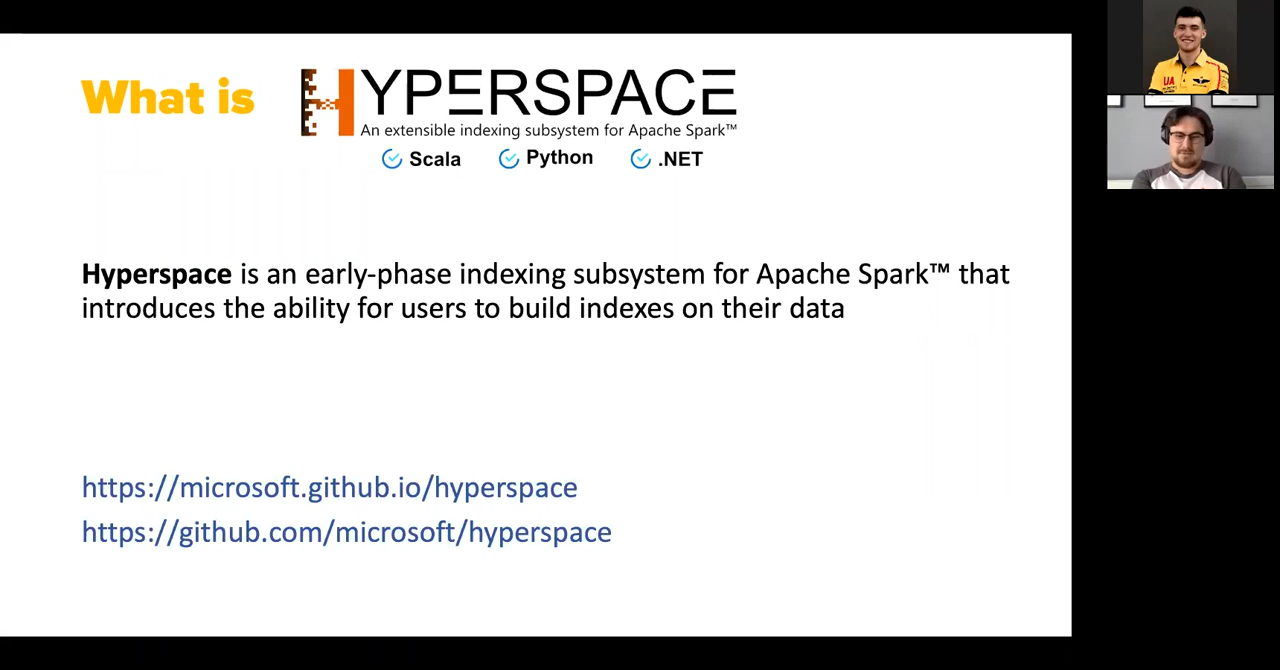 What is
HYPERSPACE
An extensible indexing subsystem for Apache Spark™
Scala Python .NET
Hyperspace is an early-phase indexing subsystem for Apache Spark™ that
introduces the ability for users to build indexes on their data
https://microsoft.github.io/hyperspace
https://github.com/microsoft/hyperspace
UA